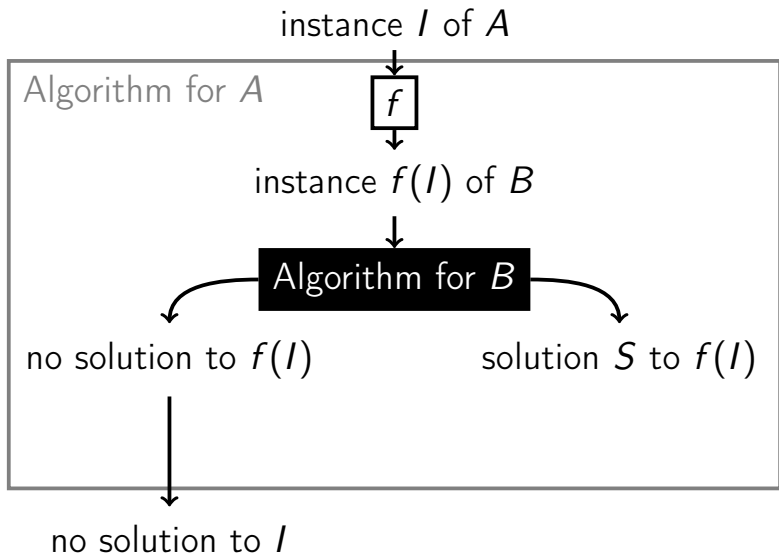 instance I of A
Algorithm for A
f
instance f(I) of B
Algorithm for B
no solution to f(I)
solution S to f(I)
no solution to I